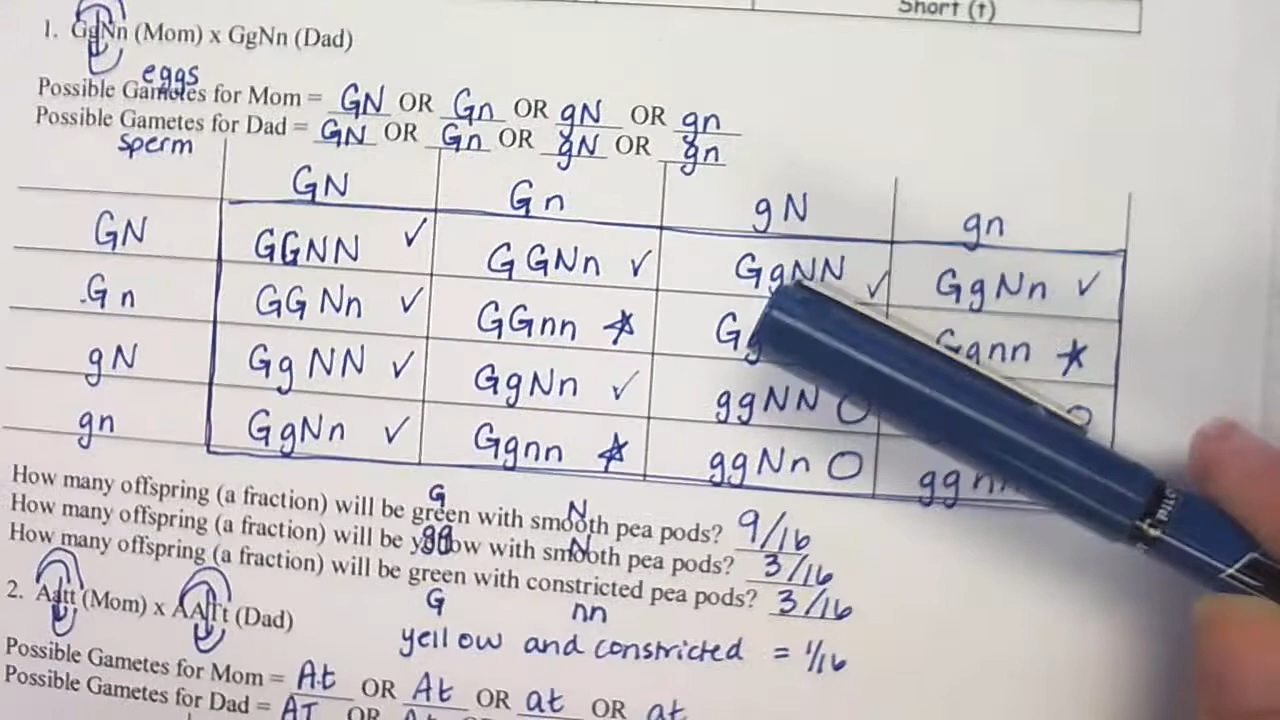 Short (t)
1. GgNn (Mom) x GgNn (Dad)
eggs
Possible Gametes for Mom = GN OR Gn OR gN OR gn
Possible Gametes for Dad = GN OR Gn OR gN OR gn
sperm
GN Gn gN gn
GN GGNN ✓ GGNn ✓ GgNN ✓ GgNn ✓
Gn GGNn ✓ GGnn ☆ Ggnn ☆
gN GgNN ✓ GgNn ✓ ggNN O O
gn GgNn ✓ Ggnn ☆ ggNn O
G N
How many offspring (a fraction) will be green with smooth pea pods? 9/16
gg N
How many offspring (a fraction) will be yellow with smooth pea pods? 3/16
How many offspring (a fraction) will be green with constricted pea pods? 3/16
G nn
2. Aatt (Mom) x AATt (Dad)
yellow and constricted = 1/16
Possible Gametes for Mom = At OR At OR at OR at
Possible Gametes for Dad = AT OR